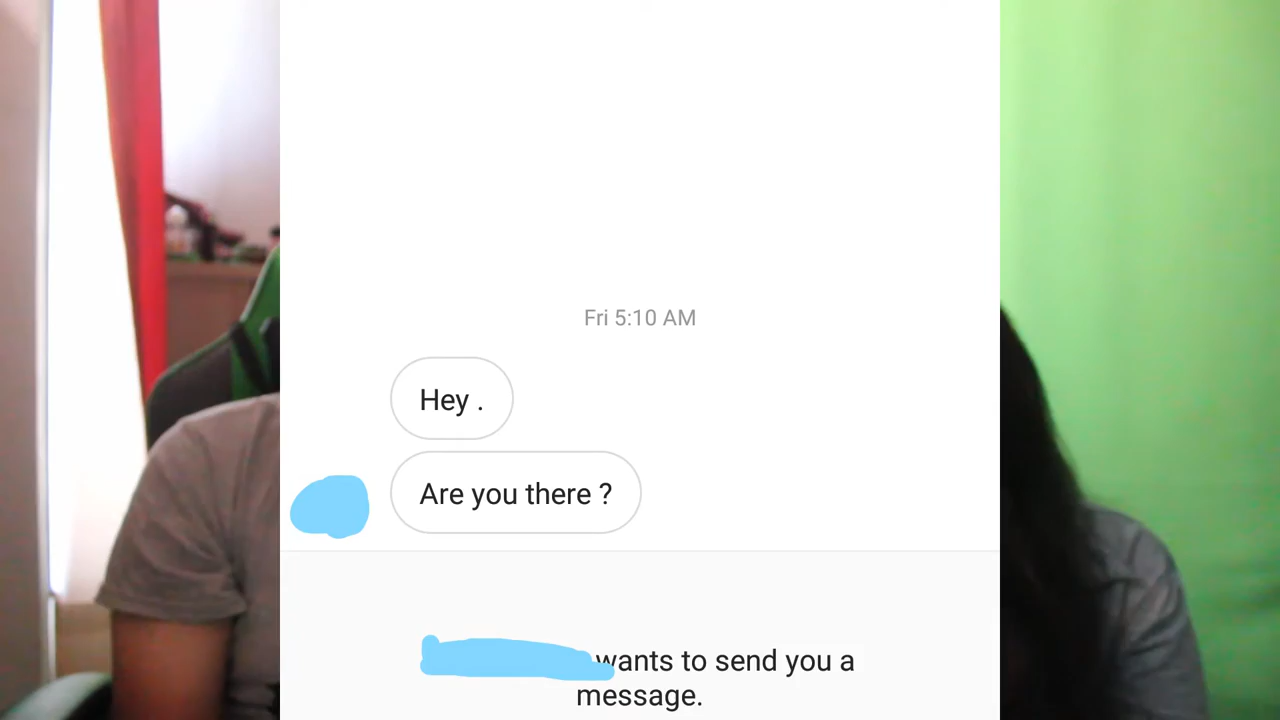 Fri 5:10 AM
Hey .
Are you there ?
wants to send you a
message.